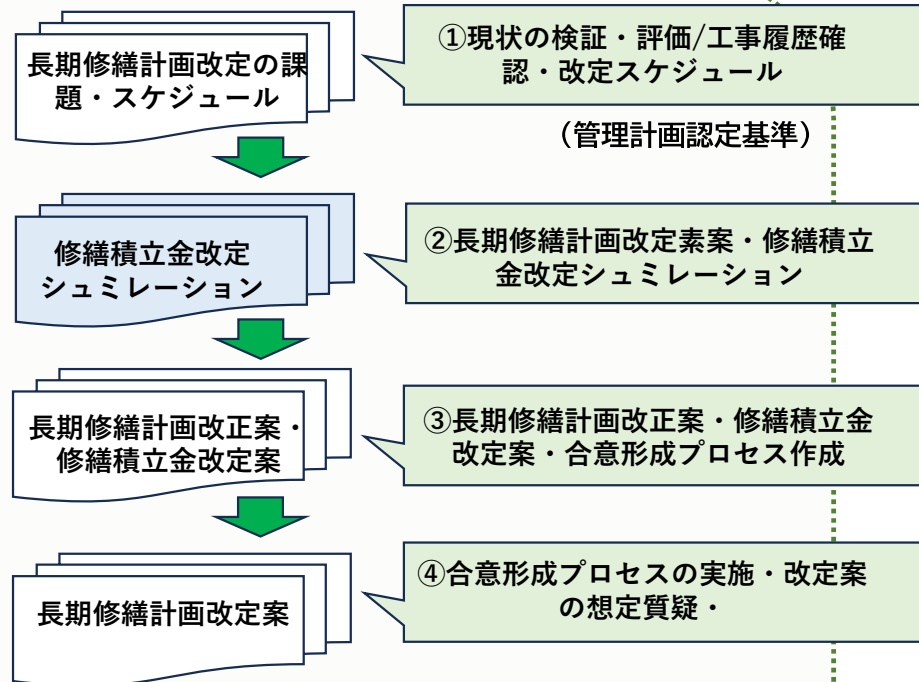 長期修繕計画改定の課
題・スケジュール
①現状の検証・評価/工事履歴確
認・改定スケジュール
（管理計画認定基準）
修繕積立金改定
シュミレーション
②長期修繕計画改定素案・修繕積立
金改定シュミレーション
長期修繕計画改正案・
修繕積立金改定案
③長期修繕計画改正案・修繕積立金
改定案・合意形成プロセス作成
長期修繕計画改定案
④合意形成プロセスの実施・改定案
の想定質疑・